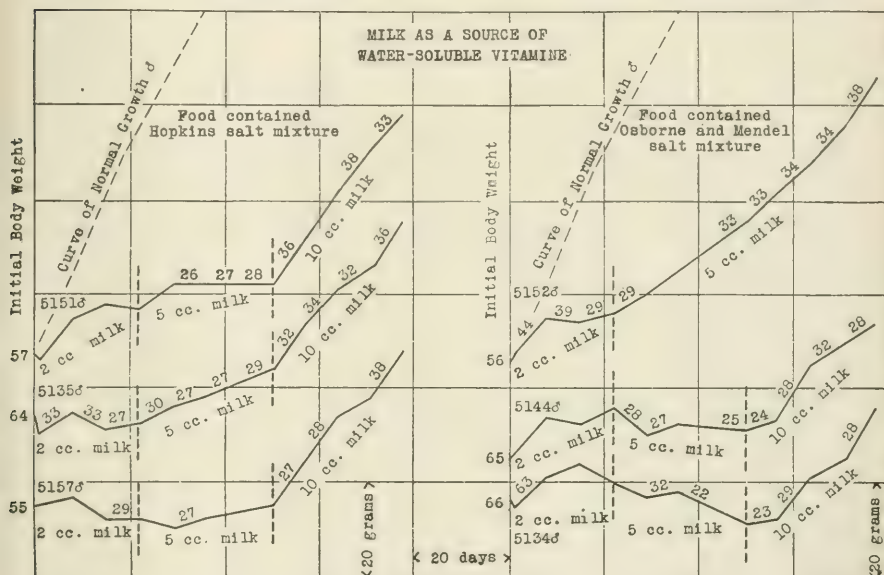 MILK AS A SOURCE OF
WATER-SOLUBLE VITAMINE
Initial Body Weight
Curve of Normal Growth ♂
Food contained
Hopkins salt mixture
5151♂
57
2 cc milk
26 27 28
5 cc. milk
36
38
33
10 cc. milk
5135♂
64
33
33
27
2 cc. milk
30
27
27
29
5 cc. milk
32
34
32
36
10 cc. milk
5157♂
55
29
2 cc. milk
27
5 cc. milk
27
28
38
10 cc. milk
<20 grams>
< 20 days >
Initial Body Weight
Curve of Normal Growth ♂
Food contained
Osborne and Mendel
salt mixture
5152♂
56
44
39
29
2 cc. milk
29
33
33
34
34
38
5 cc. milk
5144♂
65
2 cc. milk
28
27
25
5 cc. milk
24
28
32
28
10 cc. milk
66
63
2 cc. milk
5134♂
32
22
5 cc. milk
23
29
28
10 cc. milk
<20 grams>